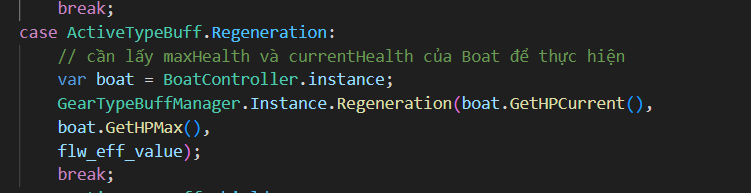 break;
case ActiveTypeBuff.Regeneration:
// cần lấy maxHealth và currentHealth của Boat để thực hiện
var boat = BoatController.instance;
GearTypeBuffManager.Instance.Regeneration(boat.GetHPCurrent(),
boat.GetHPMax(),
flw_eff_value);
break;